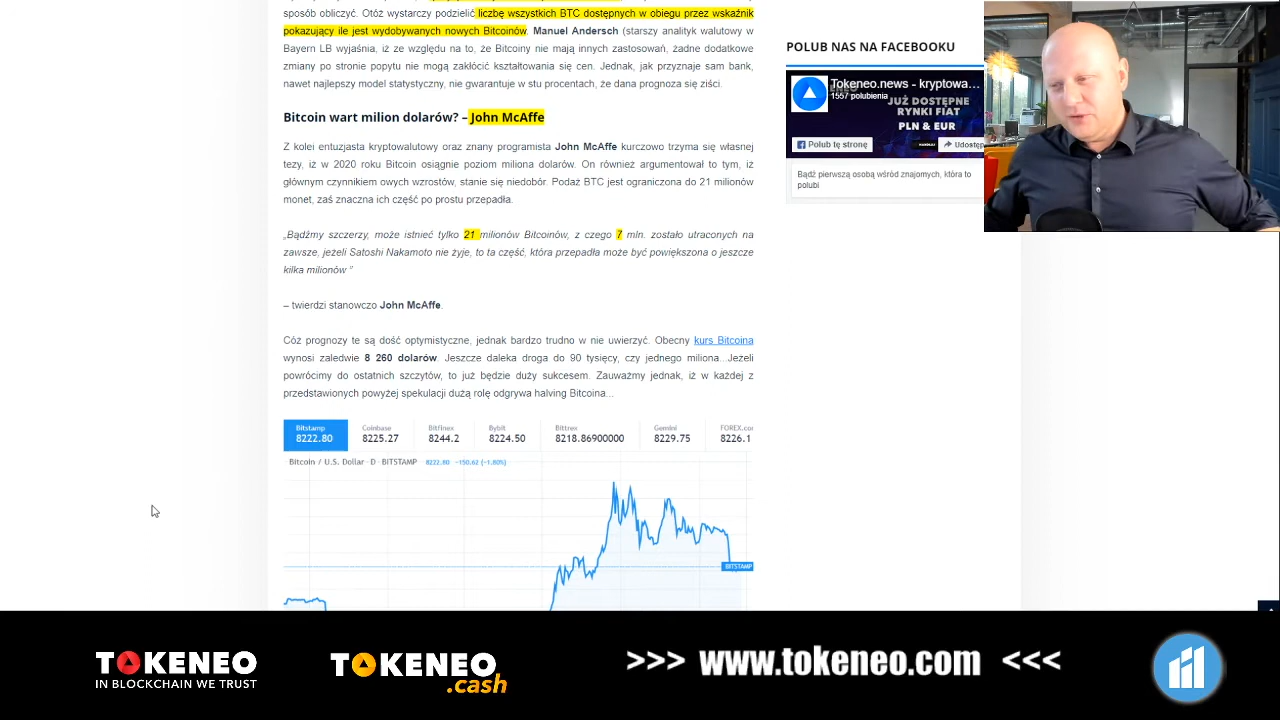 sposób obliczyć. Otóż wystarczy podzielić liczbę wszystkich BTC dostępnych w obiegu przez wskaźnik
pokazujący ile jest wydobywanych nowych Bitcoinów. Manuel Andersch (starszy analityk walutowy w
Bayern LB wyjaśnia, iż ze względu na to, że Bitcoiny nie mają innych zastosowań, żadne dodatkowe
zmiany po stronie popytu nie mogą zakłócić kształtowania się cen. Jednak, jak przyznaje sam bank,
nawet najlepszy model statystyczny, nie gwarantuje w stu procentach, że dana prognoza się ziści.
Bitcoin wart milion dolarów? – John McAffe
Z kolei entuzjasta kryptowalutowy oraz znany programista John McAffe kurczowo trzyma się własnej
tezy, iż w 2020 roku Bitcoin osiągnie poziom miliona dolarów. On również argumentował to tym, iż
głównym czynnikiem owych wzrostów, stanie się niedobór. Podaż BTC jest ograniczona do 21 milionów
monet, zaś znaczna ich część po prostu przepadła.
„Bądźmy szczerzy, może istnieć tylko 21 milionów Bitcoinów, z czego 7 mln. zostało utraconych na
zawsze, jeżeli Satoshi Nakamoto nie żyje, to ta część, która przepadła może być powiększona o jeszcze
kilka milionów ”
– twierdzi stanowczo John McAffe.
Cóż prognozy te są dość optymistyczne, jednak bardzo trudno w nie uwierzyć. Obecny kurs Bitcoina
wynosi zaledwie 8 260 dolarów. Jeszcze daleka droga do 90 tysięcy, czy jednego miliona...Jeżeli
powrócimy do ostatnich szczytów, to już będzie duży sukcesem. Zauważmy jednak, iż w każdej z
przedstawionych powyżej spekulacji dużą rolę odgrywa halving Bitcoina...
Bitstamp Coinbase Bitfinex Bybit Bittrex Gemini FOREX.co
8222.80 8225.27 8244.2 8224.50 8218.86900000 8229.75 8226.1
Bitcoin / U.S. Dollar · D · BITSTAMP 8222.80 −150.62 (−1.80%)
BITSTAMP
POLUB NAS NA FACEBOOKU
Tokeneo.news - kryptowa...
1557 polubienia
JUŻ DOSTĘPNE
RYNKI FIAT
PLN & EUR
Polub tę stronę
Udostęp
Bądź pierwszą osobą wśród znajomych, która to
polubi
TOKENEO
IN BLOCKCHAIN WE TRUST
TOKENEO
.cash
>>> www.tokeneo.com <<<